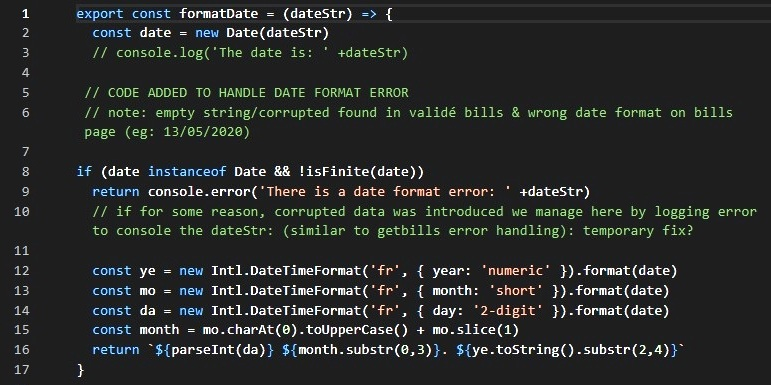 1 export const formatDate = (dateStr) => {
2 const date = new Date(dateStr)
3 // console.log('The date is: ' +dateStr)
4
5 // CODE ADDED TO HANDLE DATE FORMAT ERROR
6 // note: empty string/corrupted found in validé bills & wrong date format on bills
page (eg: 13/05/2020)
7
8 if (date instanceof Date && !isFinite(date))
9 return console.error('There is a date format error: ' +dateStr)
10 // if for some reason, corrupted data was introduced we manage here by logging error
to console the dateStr: (similar to getbills error handling): temporary fix?
11
12 const ye = new Intl.DateTimeFormat('fr', { year: 'numeric' }).format(date)
13 const mo = new Intl.DateTimeFormat('fr', { month: 'short' }).format(date)
14 const da = new Intl.DateTimeFormat('fr', { day: '2-digit' }).format(date)
15 const month = mo.charAt(0).toUpperCase() + mo.slice(1)
16 return `${parseInt(da)} ${month.substr(0,3)}. ${ye.toString().substr(2,4)}`
17 }